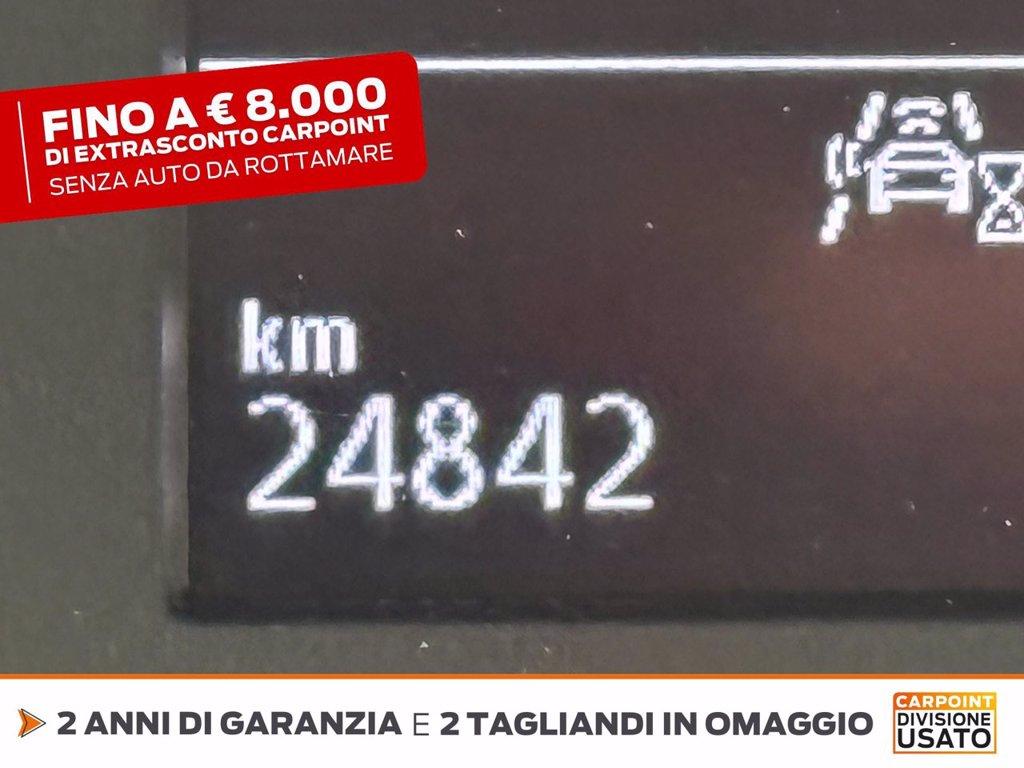 FINO A € 8.000
DI EXTRASCONTO CARPOINT
SENZA AUTO DA ROTTAMARE
km
24842
2 ANNI DI GARANZIA E 2 TAGLIANDI IN OMAGGIO
CARPOINT
DIVISIONE
USATO